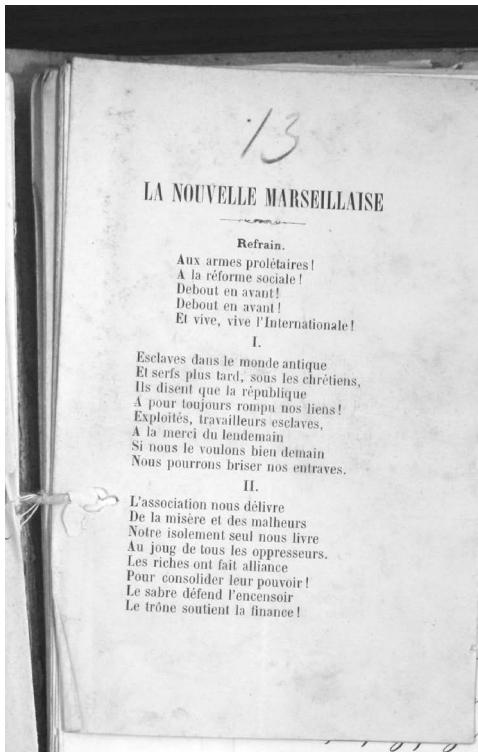 13
LA NOUVELLE MARSEILLAISE
Refrain.
Aux armes prolétaires !
A la réforme sociale !
Debout en avant !
Debout en avant !
Et vive, vive l'Internationale !
I.
Esclaves dans le monde antique
Et serfs plus tard, sous les chrétiens,
Ils disent que la république
A pour toujours rompu nos liens !
Exploités, travailleurs esclaves,
A la merci du lendemain
Si nous le voulons bien demain
Nous pourrons briser nos entraves.
II.
L'association nous délivre
De la misère et des malheurs
Notre isolement seul nous livre
Au joug de tous les oppresseurs.
Les riches ont fait alliance
Pour consolider leur pouvoir !
Le sabre défend l'encensoir
Le trône soutient la finance !